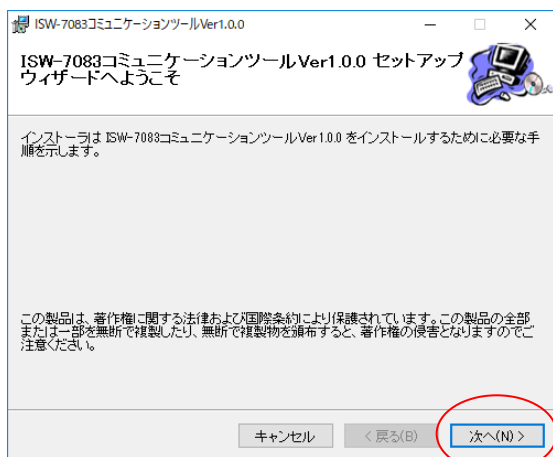 ISW-7083コミュニケーションツールVer1.0.0
ISW-7083コミュニケーションツールVer1.0.0 セットアップ
ウィザードへようこそ
インストーラは ISW-7083コミュニケーションツールVer1.0.0 をインストールするために必要な手
順を示します。
この製品は、著作権に関する法律および国際条約により保護されています。この製品の全部
または一部を無断で複製したり、無断で複製物を頒布すると、著作権の侵害となりますのでご
注意ください。
キャンセル < 戻る(B) 次へ(N) >